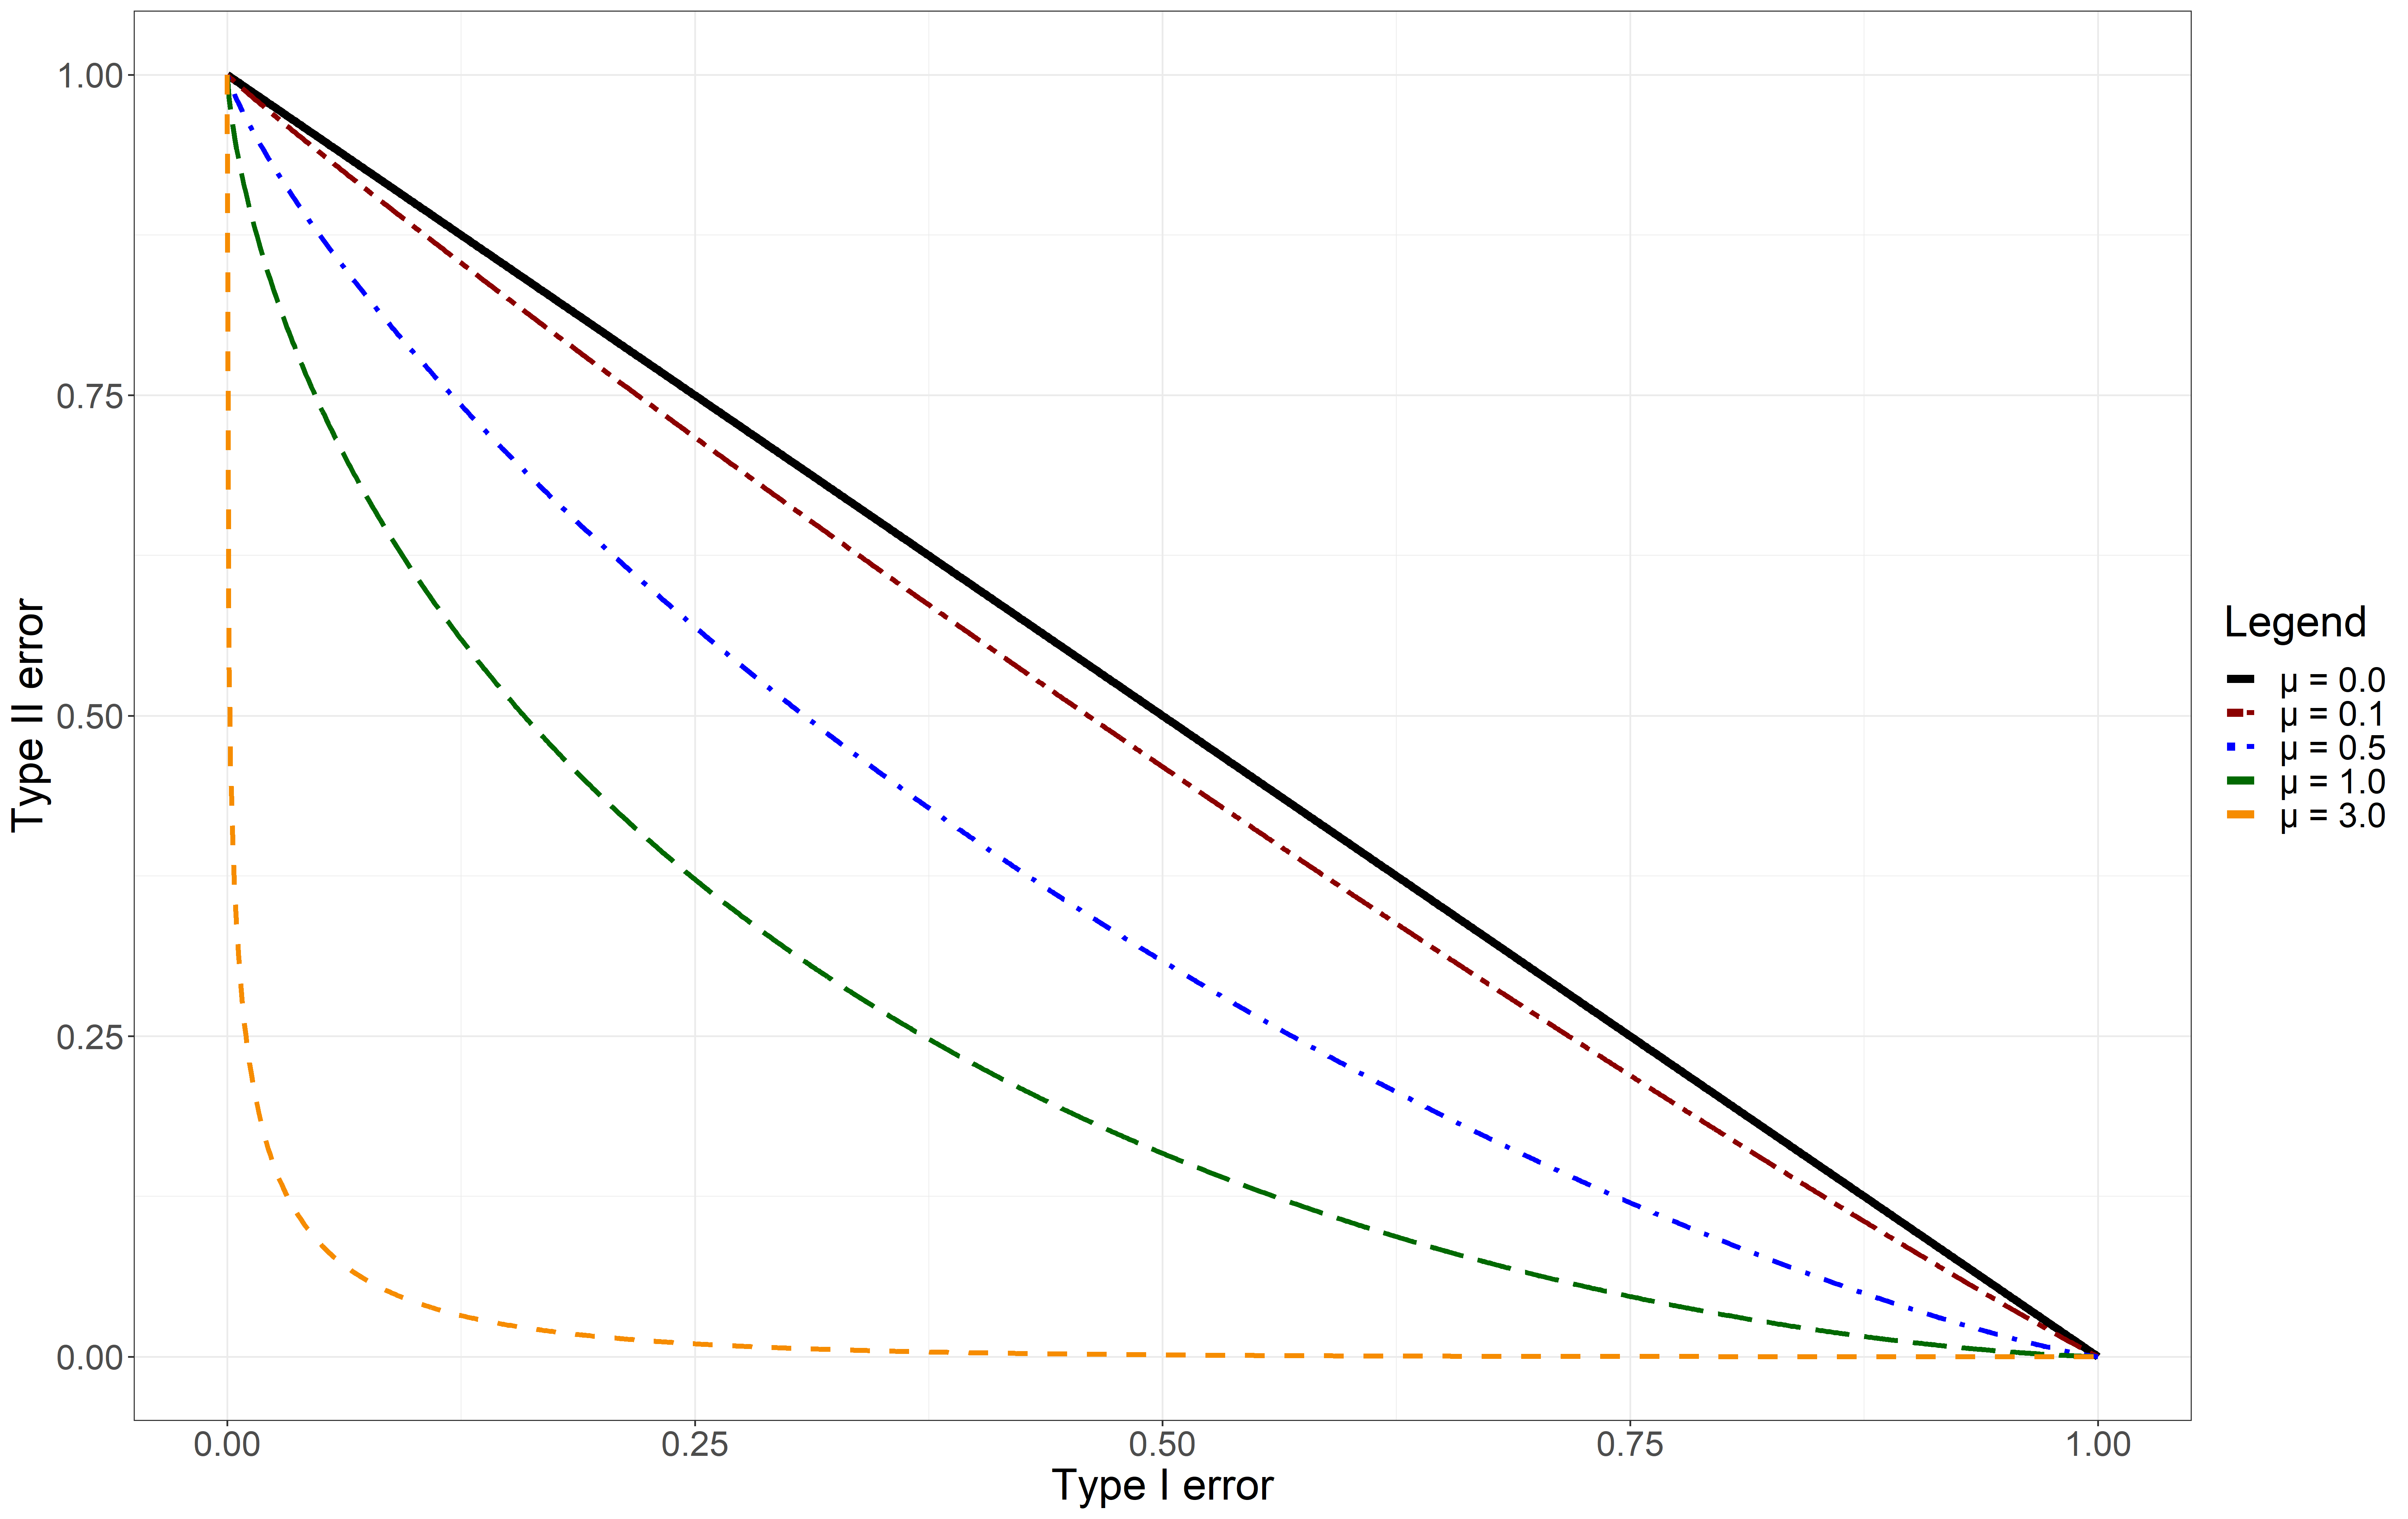 1.00
0.75
0.50
0.25
0.00
Type II error
0.00 0.25 0.50 0.75 1.00
Type I error
Legend
μ = 0.0
μ = 0.1
μ = 0.5
μ = 1.0
μ = 3.0